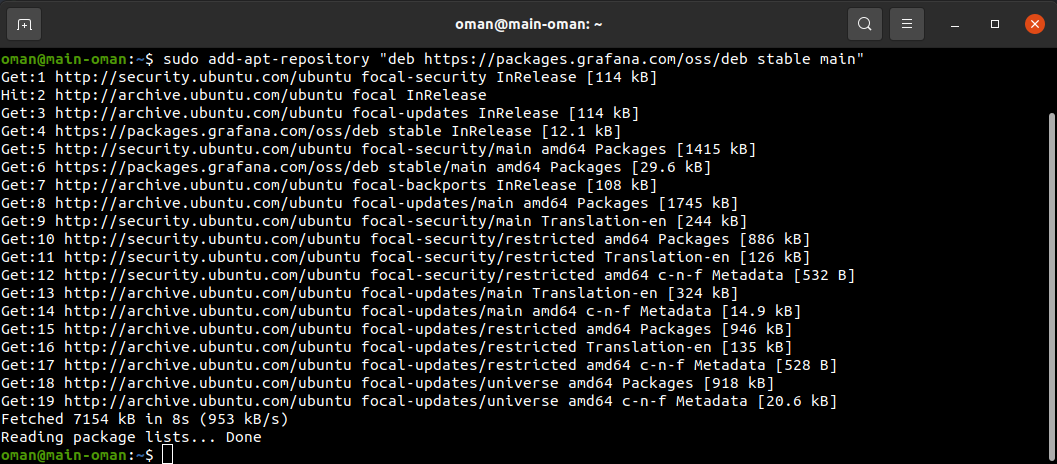 oman@main-oman: ~
oman@main-oman:~$ sudo add-apt-repository "deb https://packages.grafana.com/oss/deb stable main"
Get:1 http://security.ubuntu.com/ubuntu focal-security InRelease [114 kB]
Hit:2 http://archive.ubuntu.com/ubuntu focal InRelease
Get:3 http://archive.ubuntu.com/ubuntu focal-updates InRelease [114 kB]
Get:4 https://packages.grafana.com/oss/deb stable InRelease [12.1 kB]
Get:5 http://security.ubuntu.com/ubuntu focal-security/main amd64 Packages [1415 kB]
Get:6 https://packages.grafana.com/oss/deb stable/main amd64 Packages [29.6 kB]
Get:7 http://archive.ubuntu.com/ubuntu focal-backports InRelease [108 kB]
Get:8 http://archive.ubuntu.com/ubuntu focal-updates/main amd64 Packages [1745 kB]
Get:9 http://security.ubuntu.com/ubuntu focal-security/main Translation-en [244 kB]
Get:10 http://security.ubuntu.com/ubuntu focal-security/restricted amd64 Packages [886 kB]
Get:11 http://security.ubuntu.com/ubuntu focal-security/restricted Translation-en [126 kB]
Get:12 http://security.ubuntu.com/ubuntu focal-security/restricted amd64 c-n-f Metadata [532 B]
Get:13 http://archive.ubuntu.com/ubuntu focal-updates/main Translation-en [324 kB]
Get:14 http://archive.ubuntu.com/ubuntu focal-updates/main amd64 c-n-f Metadata [14.9 kB]
Get:15 http://archive.ubuntu.com/ubuntu focal-updates/restricted amd64 Packages [946 kB]
Get:16 http://archive.ubuntu.com/ubuntu focal-updates/restricted Translation-en [135 kB]
Get:17 http://archive.ubuntu.com/ubuntu focal-updates/restricted amd64 c-n-f Metadata [528 B]
Get:18 http://archive.ubuntu.com/ubuntu focal-updates/universe amd64 Packages [918 kB]
Get:19 http://archive.ubuntu.com/ubuntu focal-updates/universe amd64 c-n-f Metadata [20.6 kB]
Fetched 7154 kB in 8s (953 kB/s)
Reading package lists... Done
oman@main-oman:~$